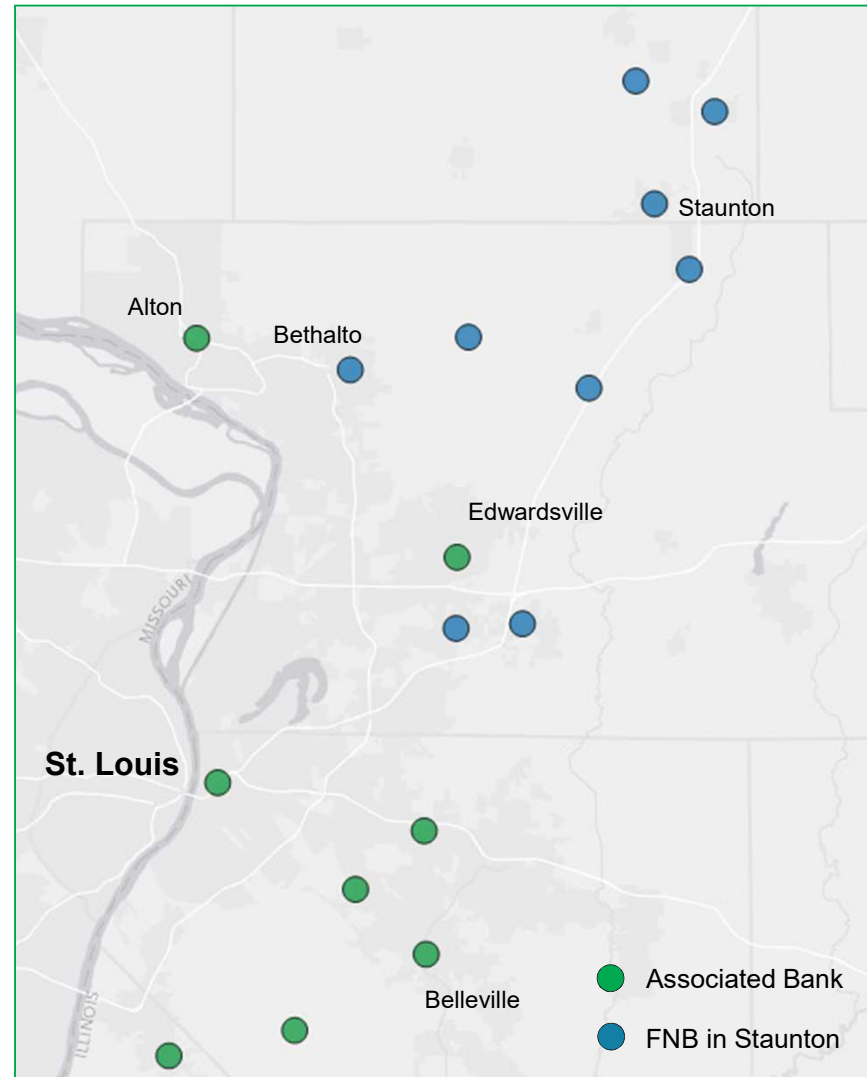 Staunton
Alton
Bethalto
Edwardsville
MISSOURI
St. Louis
Belleville
ILLINOIS
Associated Bank
FNB in Staunton